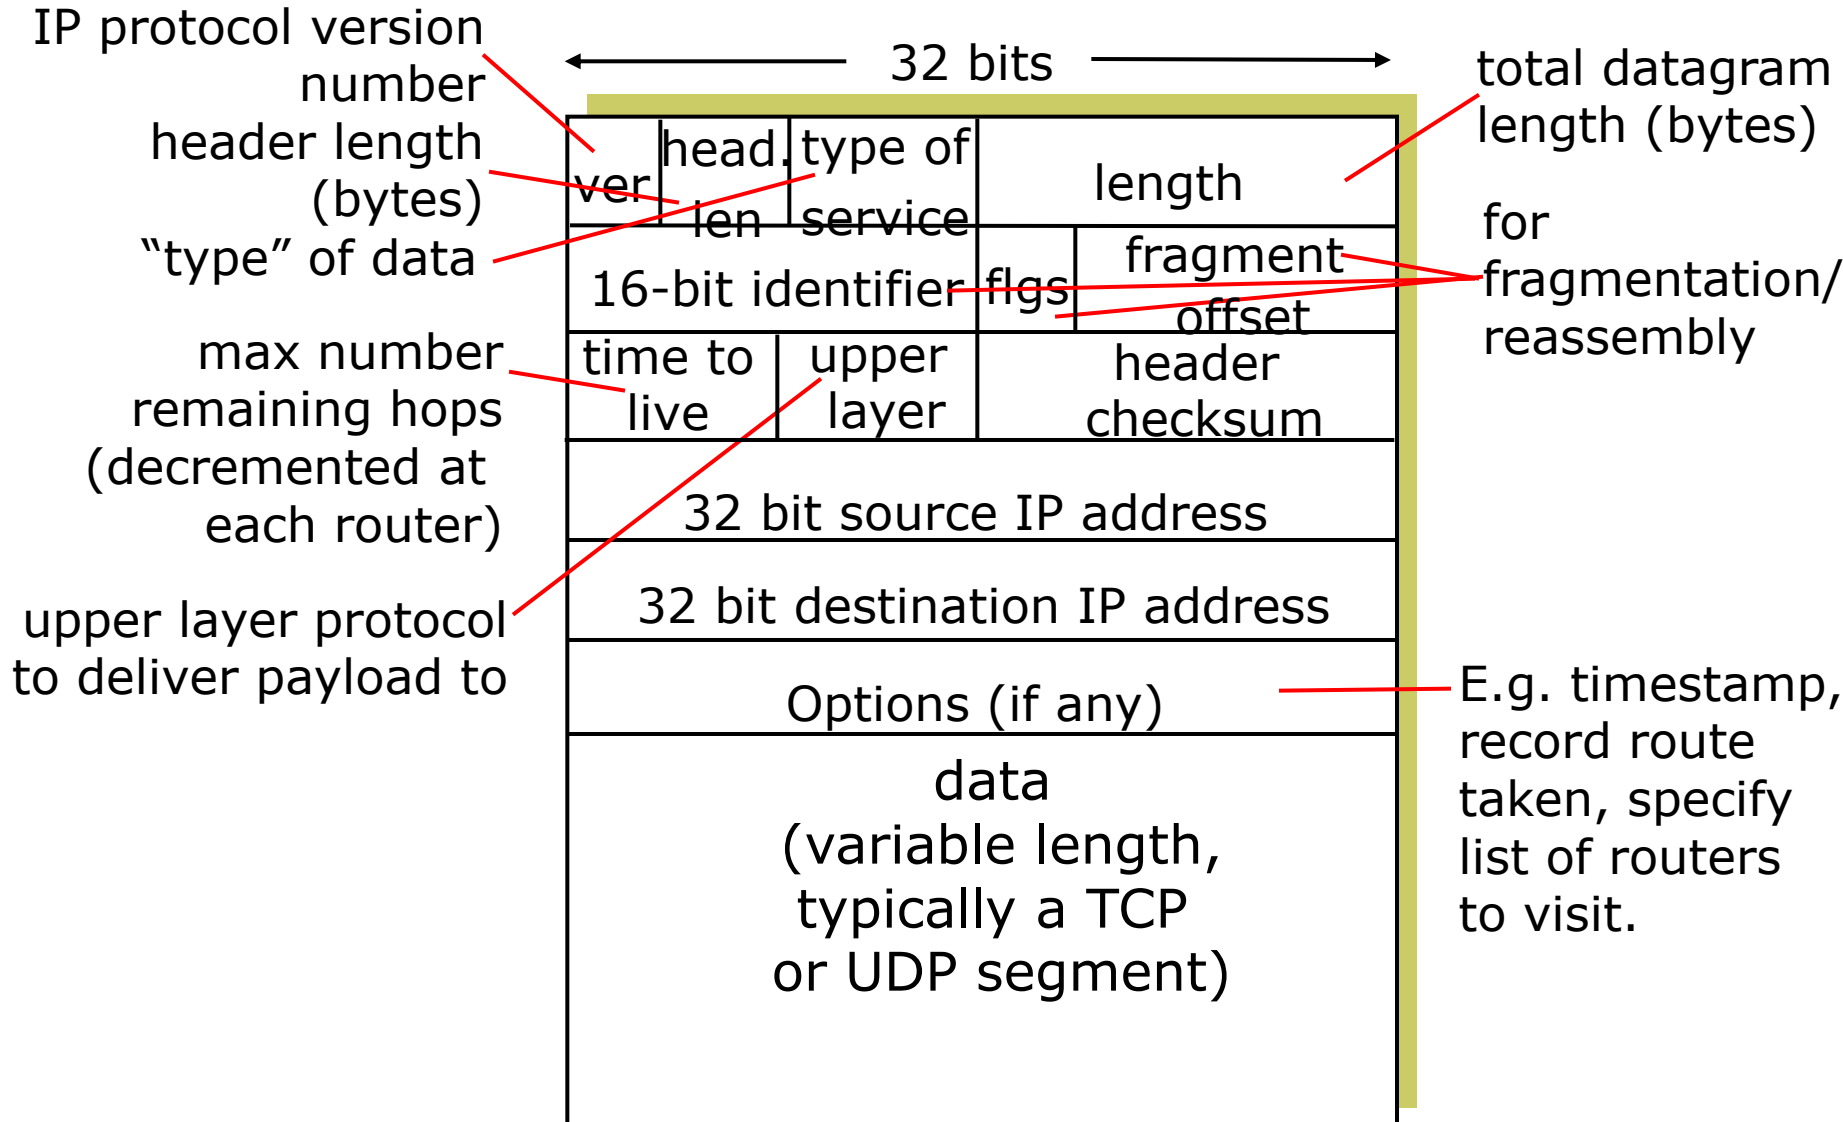 IP protocol version
number
header length
(bytes)
“type” of data
max number
remaining hops
(decremented at
each router)
upper layer protocol
to deliver payload to
32 bits
ver
head.
len
type of
service
length
16-bit identifier
flgs
fragment
offset
time to
live
upper
layer
header
checksum
32 bit source IP address
32 bit destination IP address
Options (if any)
data
(variable length,
typically a TCP
or UDP segment)
total datagram
length (bytes)
for
fragmentation/
reassembly
E.g. timestamp,
record route
taken, specify
list of routers
to visit.